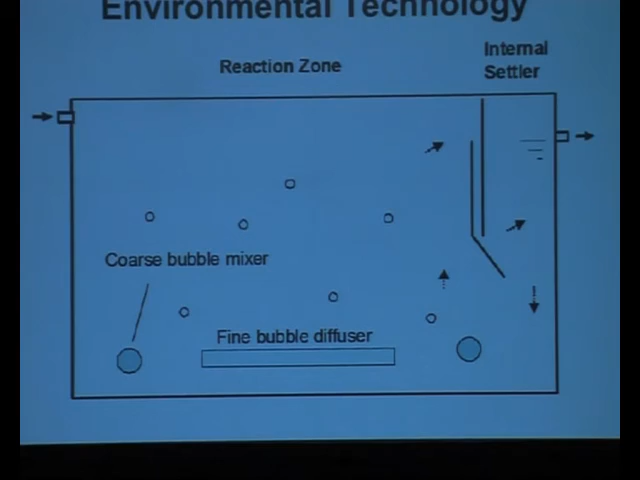 Environmental Technology
Internal
Settler
Reaction Zone
Coarse bubble mixer
Fine bubble diffuser